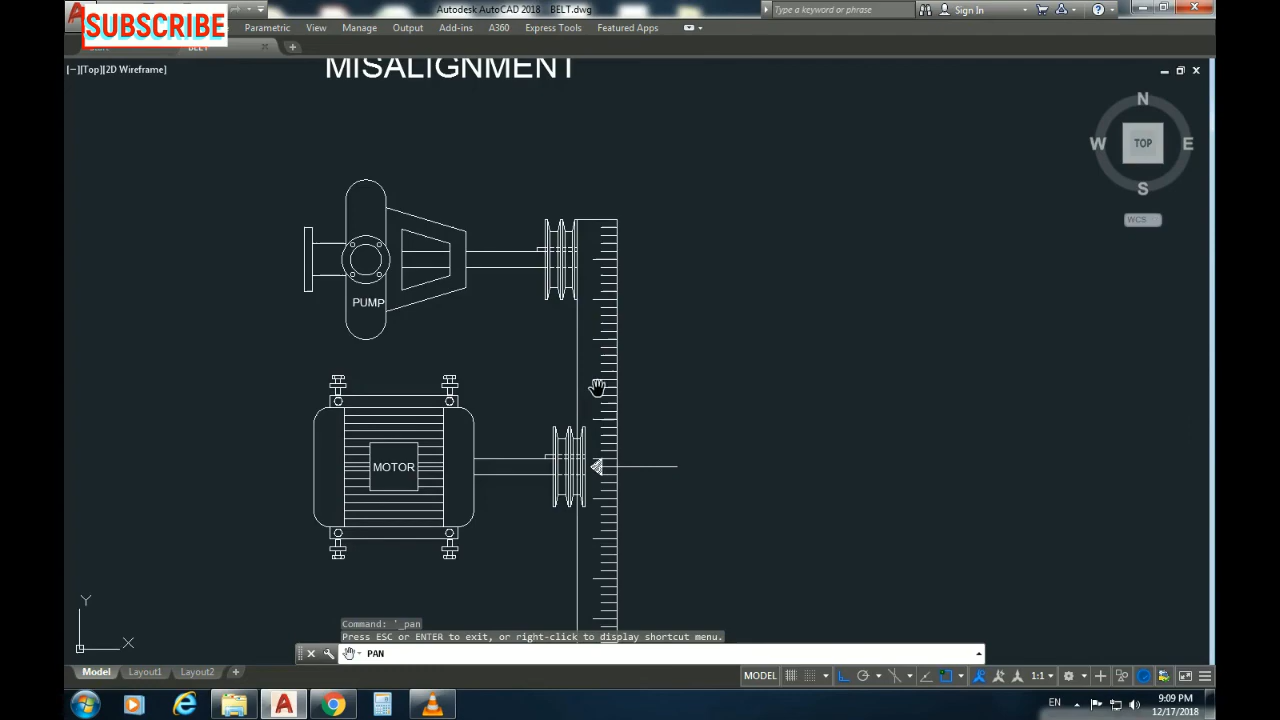 Autodesk AutoCAD 2018   BELT.dwg
Type a keyword or phrase
Sign In
SUBSCRIBE
Parametric View Manage Output Add-ins A360 Express Tools Featured Apps
[−][Top][2D Wireframe]
MISALIGNMENT
N
W TOP E
S
WCS
PUMP
MOTOR
Y
X
Command: '_pan
Press ESC or ENTER to exit, or right-click to display shortcut menu.
PAN
Model Layout1 Layout2 +
MODEL 1:1
EN 9:09 PM
12/17/2018